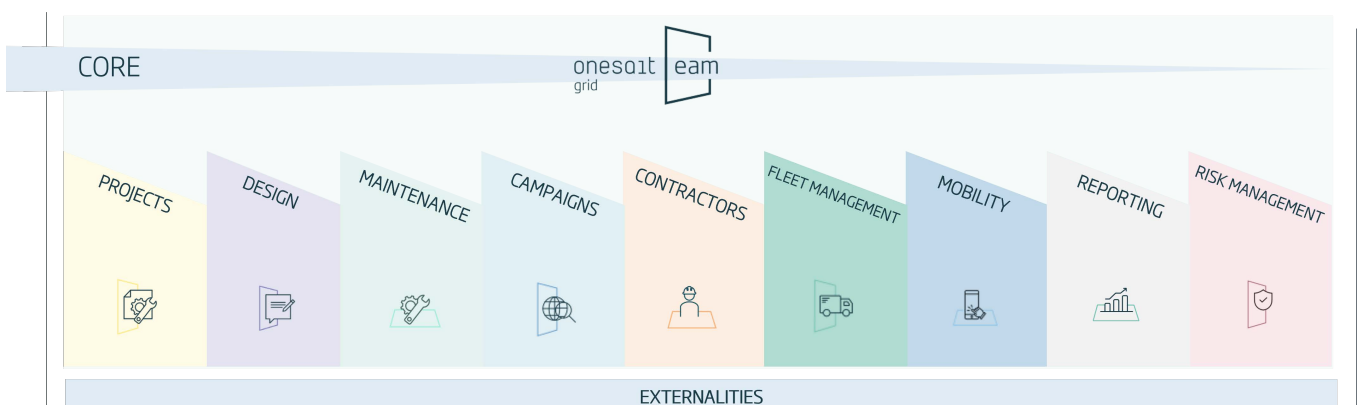 CORE
onesait eam
grid
PROJECTS
DESIGN
MAINTENANCE
CAMPAIGNS
CONTRACTORS
FLEET MANAGEMENT
MOBILITY
REPORTING
RISK MANAGEMENT
EXTERNALITIES